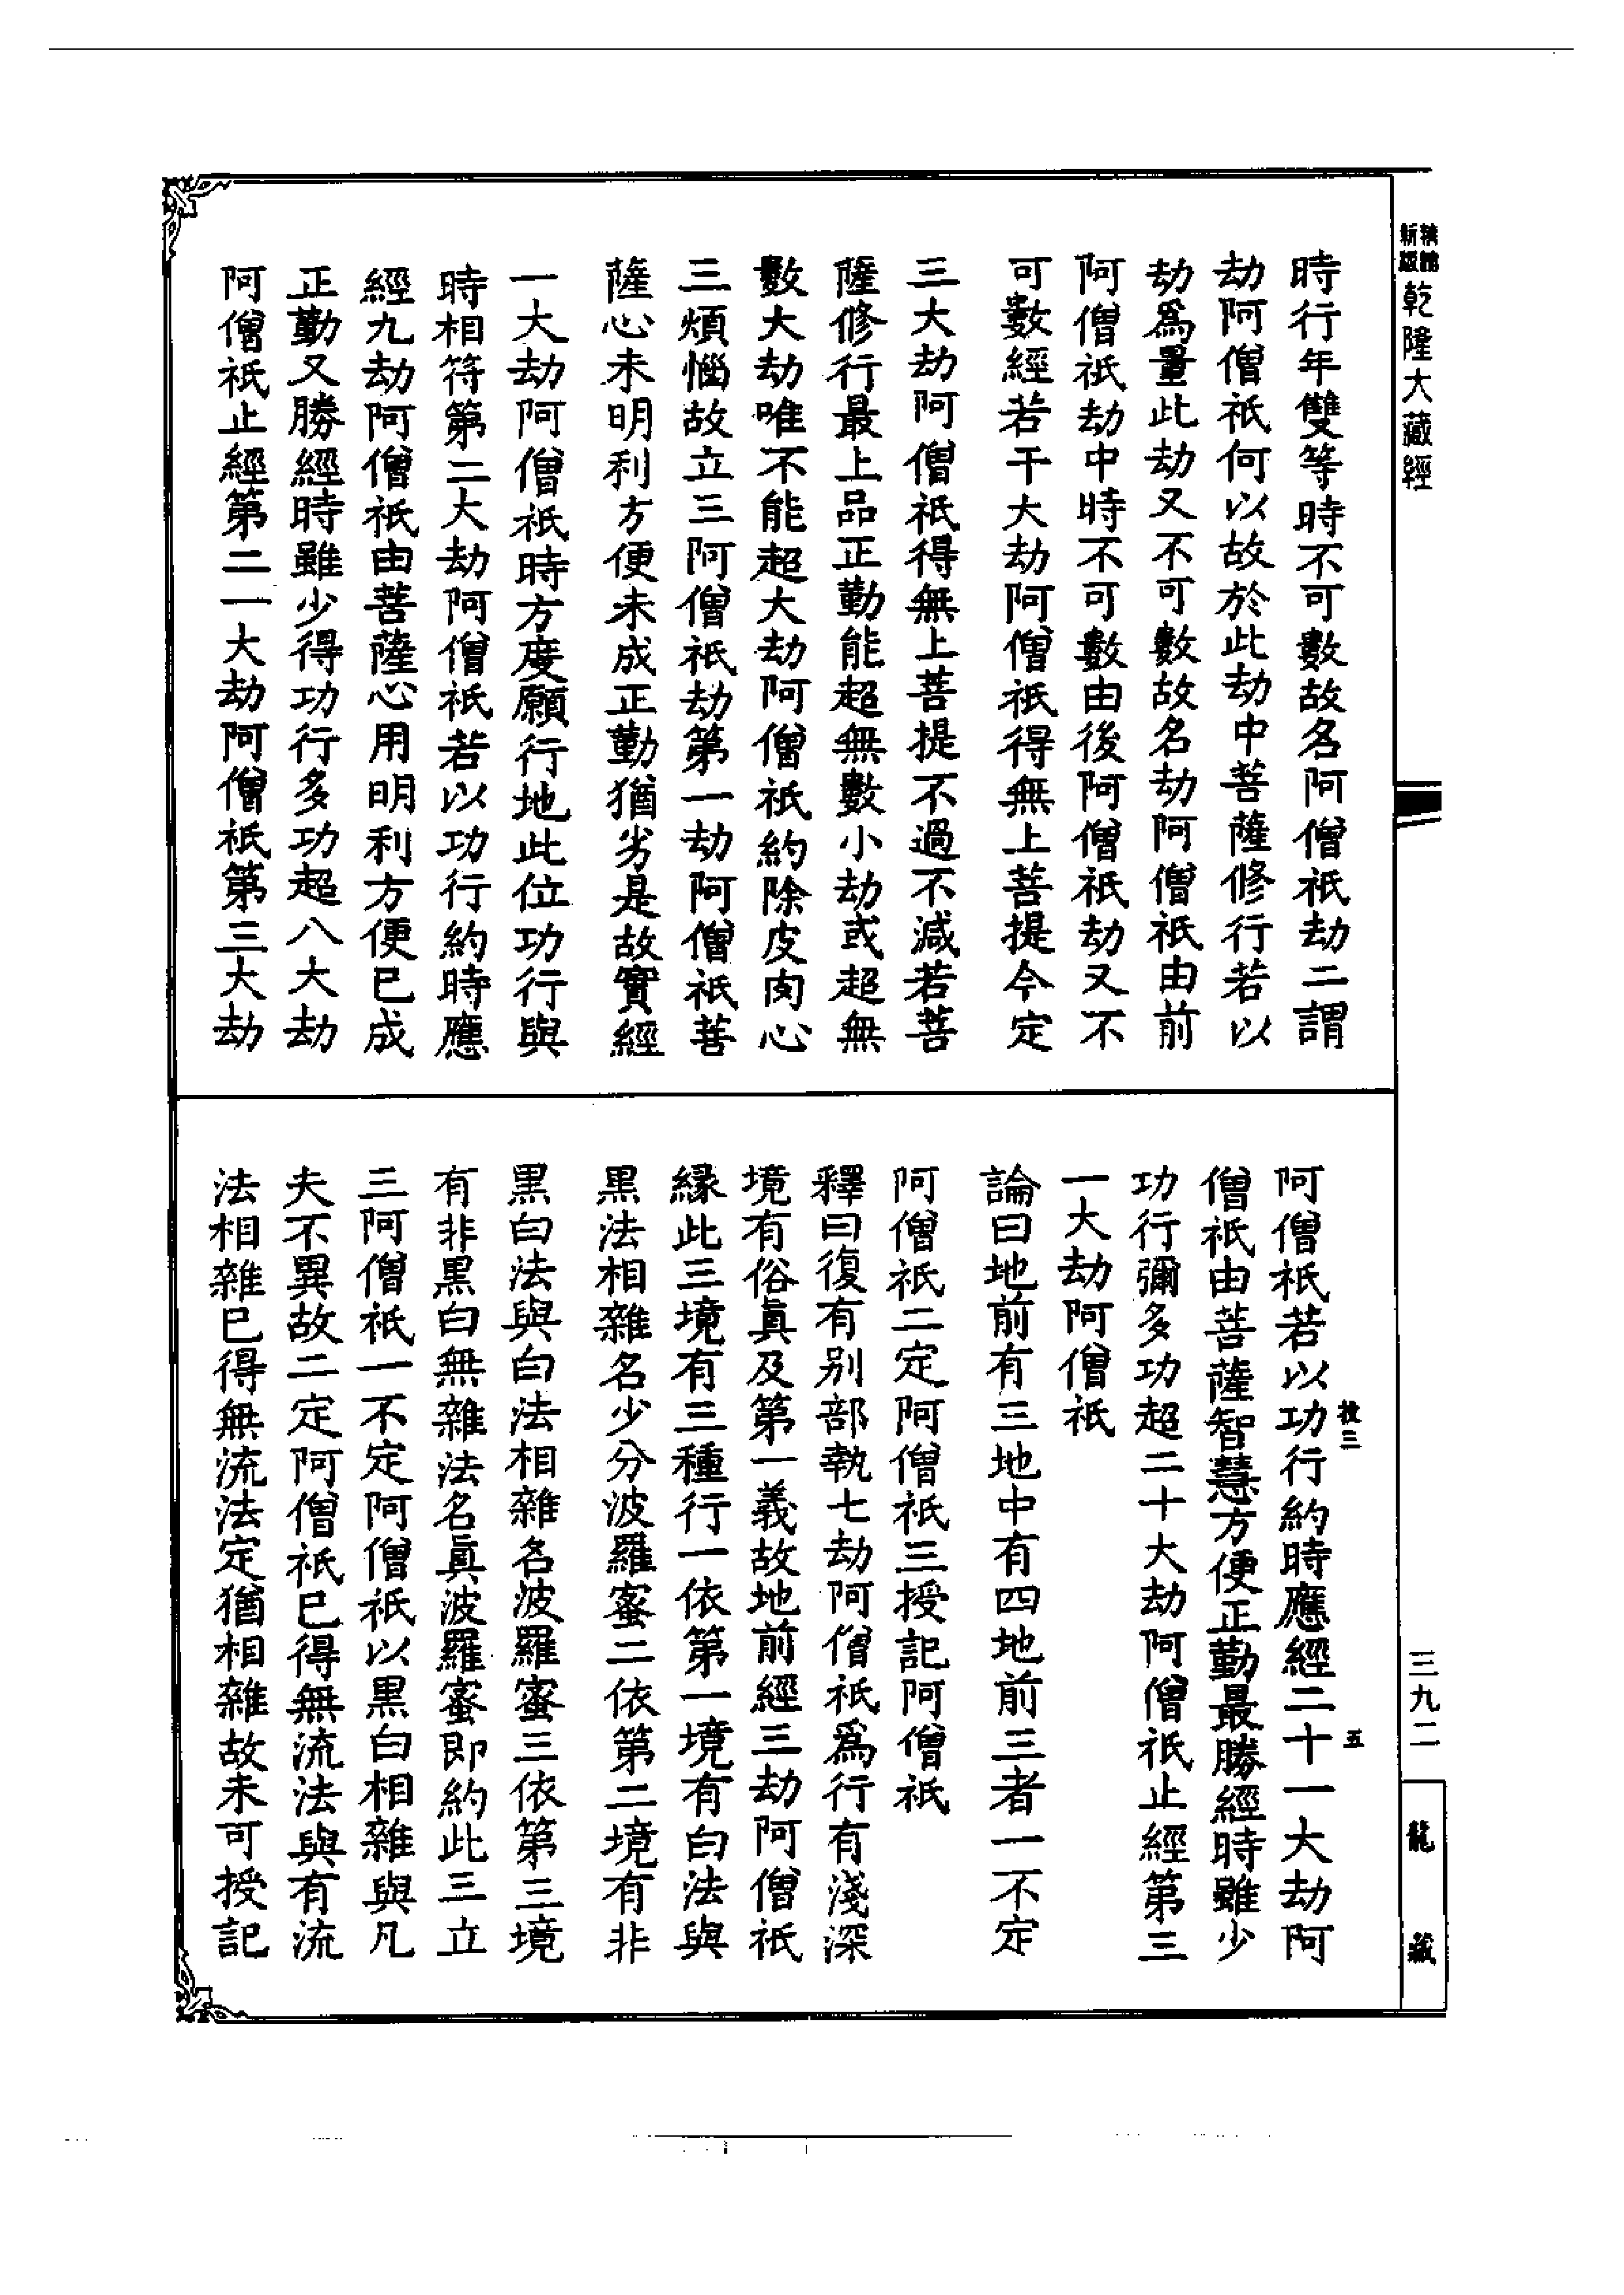 精縮
新版
乾隆大藏經
三九二
龍藏
時行年雙等時不可數故名阿僧祇劫二謂
劫阿僧祇何以故於此劫中菩薩修行若以
劫爲量此劫又不可數故名劫阿僧祇由前
阿僧祇劫中時不可數由後阿僧祇劫又不
可數經若干大劫阿僧祇得無上菩提今定
三大劫阿僧祇得無上菩提不過不減若菩
薩修行最上品正勤能超無數小劫或超無
數大劫唯不能超大劫阿僧祇約除皮肉心
三煩惱故立三阿僧祇劫第一劫阿僧祇菩
薩心未明利方便未成正勤猶劣是故實經
一大劫阿僧祇時方度願行地此位功行與
時相符第二大劫阿僧祇若以功行約時應
經九劫阿僧祇由菩薩心用明利方便已成
正勤又勝經時雖少得功行多功超八大劫
阿僧祇止經第二一大劫阿僧祇第三大劫
阿僧祇若以功行約時應經二十一大劫阿
僧祇由菩薩智慧方便正勤最勝經時雖少
功行彌多功超二十大劫阿僧祇止經第三
一大劫阿僧祇
論曰地前有三地中有四地前三者一不定
阿僧祇二定阿僧祇三授記阿僧祇
釋曰復有別部執七劫阿僧祇爲行有淺深
境有俗眞及第一義故地前經三劫阿僧祇
緣此三境有三種行一依第一境有白法與
黑法相雜名少分波羅蜜二依第二境有非
黑白法與白法相雜名波羅蜜三依第三境
有非黑白無雜法名眞波羅蜜即約此三立
三阿僧祇一不定阿僧祇以黑白相雜與凡
夫不異故二定阿僧祇已得無流法與有流
法相雜已得無流法定猶相雜故未可授記
五